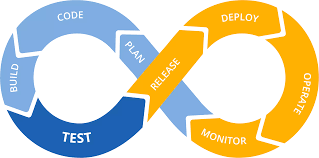 PLAN
CODE
BUILD
TEST
RELEASE
DEPLOY
OPERATE
MONITOR